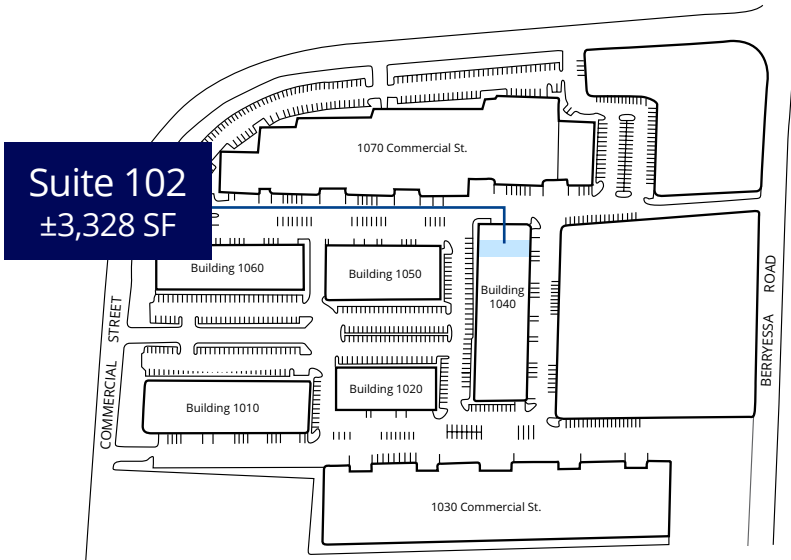 1070 Commercial St.
Suite 102
±3,328 SF
Building 1060
Building 1050
Building
1040
COMMERCIAL STREET
BERRYESSA ROAD
Building 1020
Building 1010
1030 Commercial St.